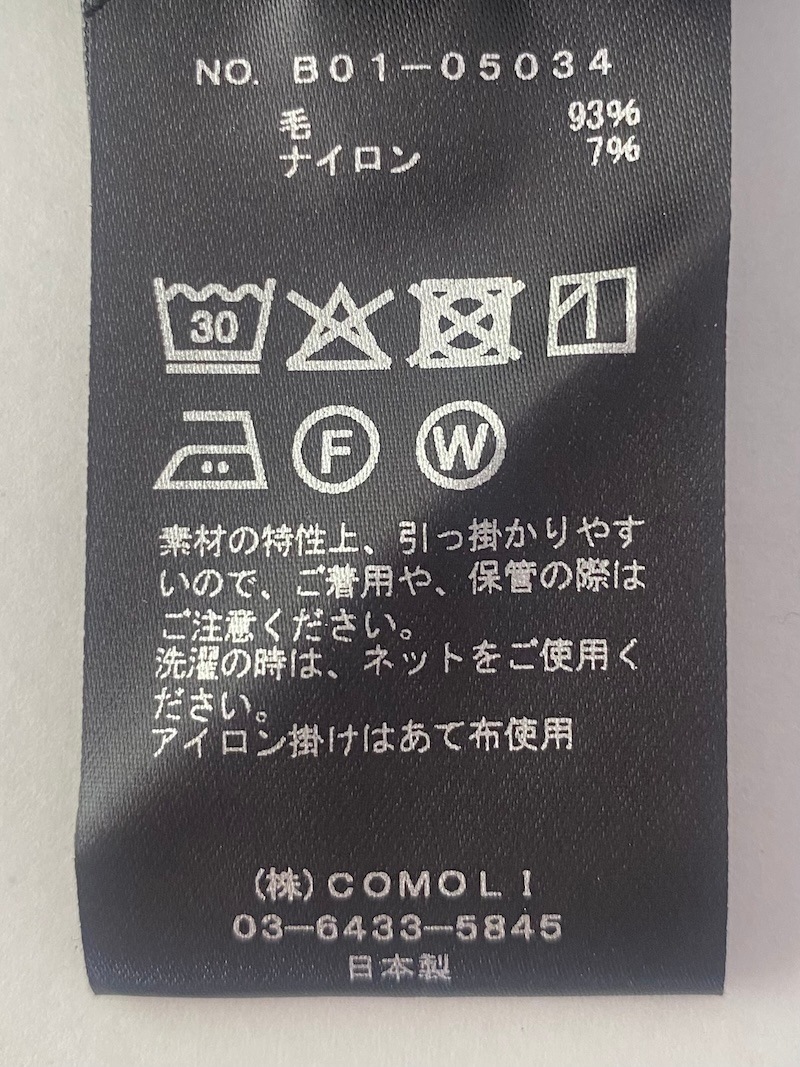 NO. B01-05034
毛 93%
ナイロン 7%
30
F W
素材の特性上、引っ掛かりやす
いので、ご着用や、保管の際は
ご注意ください。
洗濯の時は、ネットをご使用く
ださい。
アイロン掛けはあて布使用
(株)COMOLI
03-6433-5845
日本製